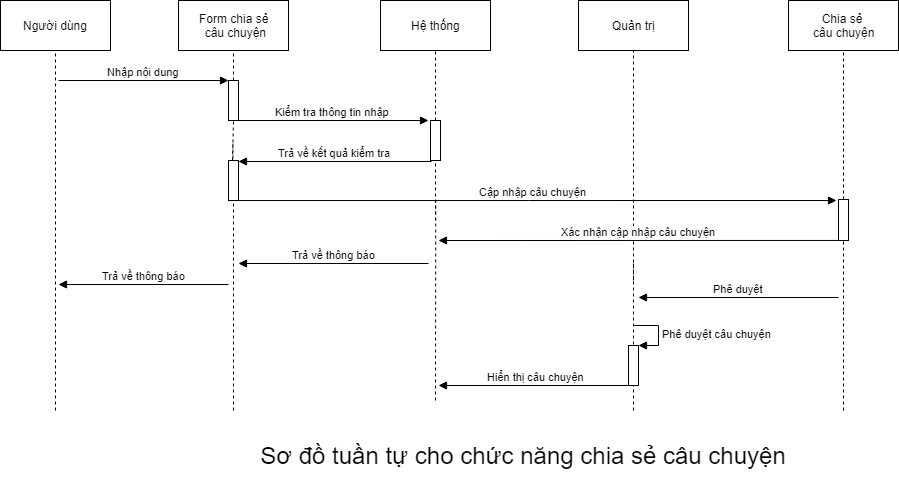 Người dùng
Form chia sẻ
câu chuyện
Hệ thống
Quản trị
Chia sẻ
câu chuyện
Nhập nội dung
Kiểm tra thông tin nhập
Trả về kết quả kiểm tra
Cập nhập câu chuyện
Xác nhận cập nhập câu chuyện
Trả về thông báo
Trả về thông báo
Phê duyệt
Phê duyệt câu chuyện
Hiển thị câu chuyện
Sơ đồ tuần tự cho chức năng chia sẻ câu chuyện